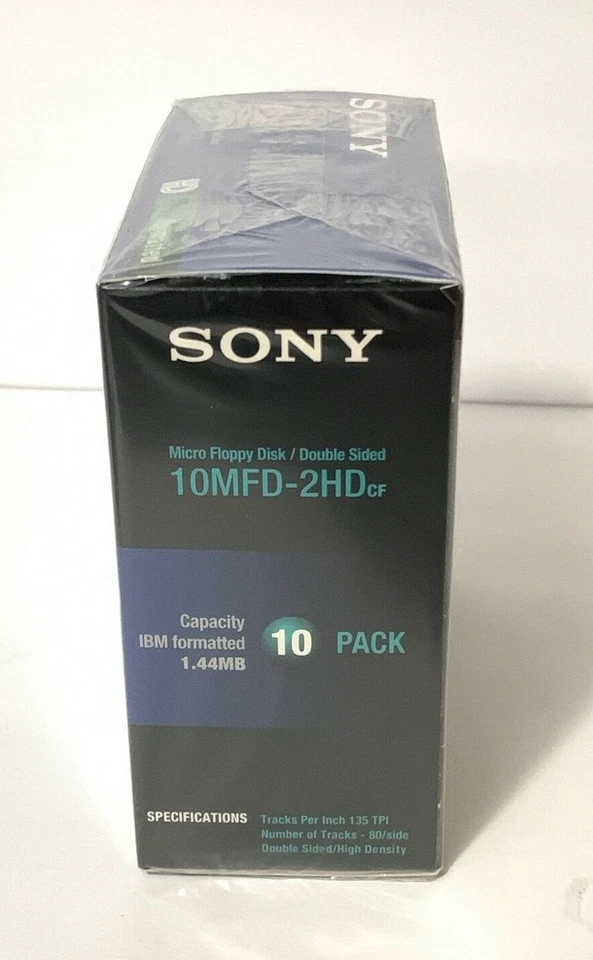 SONY
SONY
Micro Floppy Disk / Double Sided
10MFD-2HDCF
Capacity
IBM formatted
1.44MB
10 PACK
SPECIFICATIONS
Tracks Per Inch 135 TPI
Number of Tracks - 80/side
Double Sided/High Density